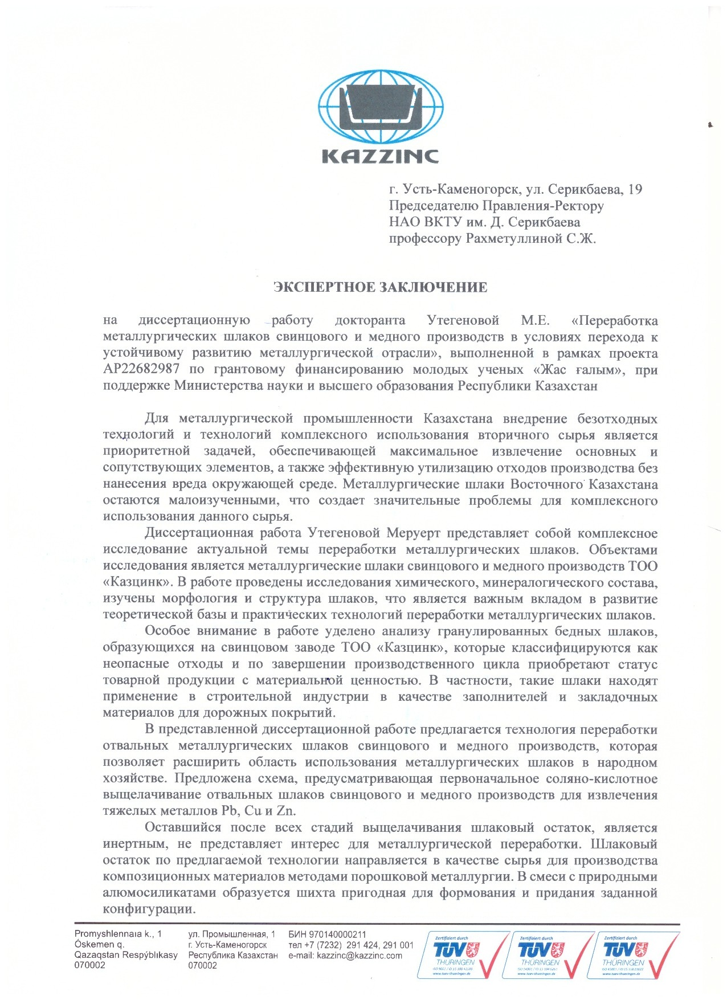 KAZZINC
г. Усть-Каменогорск, ул. Серикбаева, 19
Председателю Правления-Ректору
НАО ВКТУ им. Д. Серикбаева
профессору Рахметуллиной С.Ж.
ЭКСПЕРТНОЕ ЗАКЛЮЧЕНИЕ
на диссертационную работу докторанта Утегеновой М.Е. «Переработка
металлургических шлаков свинцового и медного производств в условиях перехода к
устойчивому развитию металлургической отрасли», выполненной в рамках проекта
АР22682987 по грантовому финансированию молодых ученых «Жас ғалым», при
поддержке Министерства науки и высшего образования Республики Казахстан
Для металлургической промышленности Казахстана внедрение безотходных
технологий и технологий комплексного использования вторичного сырья является
приоритетной задачей, обеспечивающей максимальное извлечение основных и
сопутствующих элементов, а также эффективную утилизацию отходов производства без
нанесения вреда окружающей среде. Металлургические шлаки Восточного Казахстана
остаются малоизученными, что создает значительные проблемы для комплексного
использования данного сырья.
Диссертационная работа Утегеновой Меруерт представляет собой комплексное
исследование актуальной темы переработки металлургических шлаков. Объектами
исследования является металлургические шлаки свинцового и медного производств ТОО
«Казцинк». В работе проведены исследования химического, минералогического состава,
изучены морфология и структура шлаков, что является важным вкладом в развитие
теоретической базы и практических технологий переработки металлургических шлаков.
Особое внимание в работе уделено анализу гранулированных бедных шлаков,
образующихся на свинцовом заводе ТОО «Казцинк», которые классифицируются как
неопасные отходы и по завершении производственного цикла приобретают статус
товарной продукции с материальной ценностью. В частности, такие шлаки находят
применение в строительной индустрии в качестве заполнителей и закладочных
материалов для дорожных покрытий.
В представленной диссертационной работе предлагается технология переработки
отвальных металлургических шлаков свинцового и медного производств, которая
позволяет расширить область использования металлургических шлаков в народном
хозяйстве. Предложена схема, предусматривающая первоначальное соляно-кислотное
выщелачивание отвальных шлаков свинцового и медного производств для извлечения
тяжелых металлов Pb, Cu и Zn.
Оставшийся после всех стадий выщелачивания шлаковый остаток, является
инертным, не представляет интерес для металлургической переработки. Шлаковый
остаток по предлагаемой технологии направляется в качестве сырья для производства
композиционных материалов методами порошковой металлургии. В смеси с природными
алюмосиликатами образуется шихта пригодная для формования и придания заданной
конфигурации.
Promyshlennaıa k., 1
Óskemen q.
Qazaqstan Respýblıkasy
070002
ул. Промышленная, 1
г. Усть-Каменогорск
Республика Казахстан
070002
БИН 970140000211
тел +7 (7232) 291 424, 291 001
e-mail: kazzinc@kazzinc.com
Zertifiziert durch
TÜV
THÜRINGEN
www.tuev-thueringen.de
Zertifiziert durch
TÜV
THÜRINGEN
www.tuev-thueringen.de
Zertifiziert durch
TÜV
THÜRINGEN
www.tuev-thueringen.de